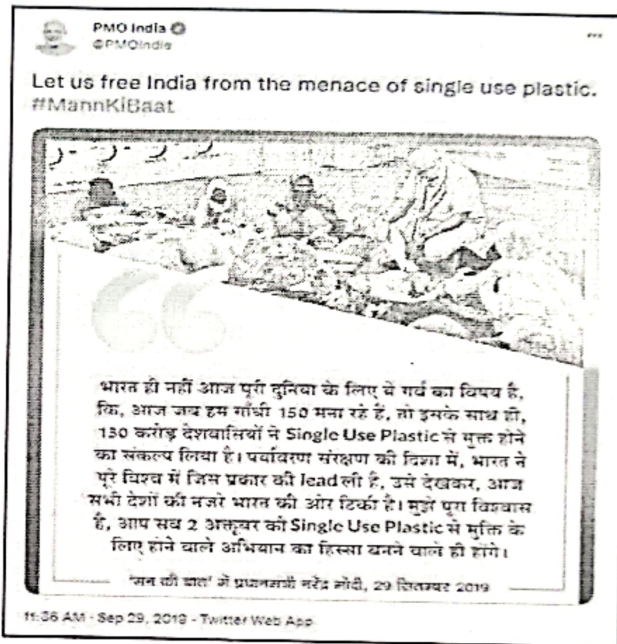 PMO India
@PMOIndia
Let us free India from the menace of single use plastic.
#MannKiBaat
भारत ही नहीं आज पूरी दुनिया के लिए ये गर्व का विषय है,
कि, आज जब हम गाँधी 150 मना रहे हैं, तो इसके साथ ही,
130 करोड़ देशवासियों ने Single Use Plastic से मुक्त होने
का संकल्प लिया है। पर्यावरण संरक्षण की दिशा में, भारत ने
पूरे विश्व में जिस प्रकार की lead ली है, उसे देखकर, आज
सभी देशों की नजरें भारत की ओर टिकी है। मुझे पूरा विश्वास
है, आप सब 2 अक्तूबर को Single Use Plastic से मुक्ति के
लिए होने वाले अभियान का हिस्सा बनने वाले ही होंगे।
'मन की बात' में प्रधानमंत्री नरेंद्र मोदी, 29 सितम्बर 2019
11:36 AM · Sep 29, 2019 · Twitter Web App